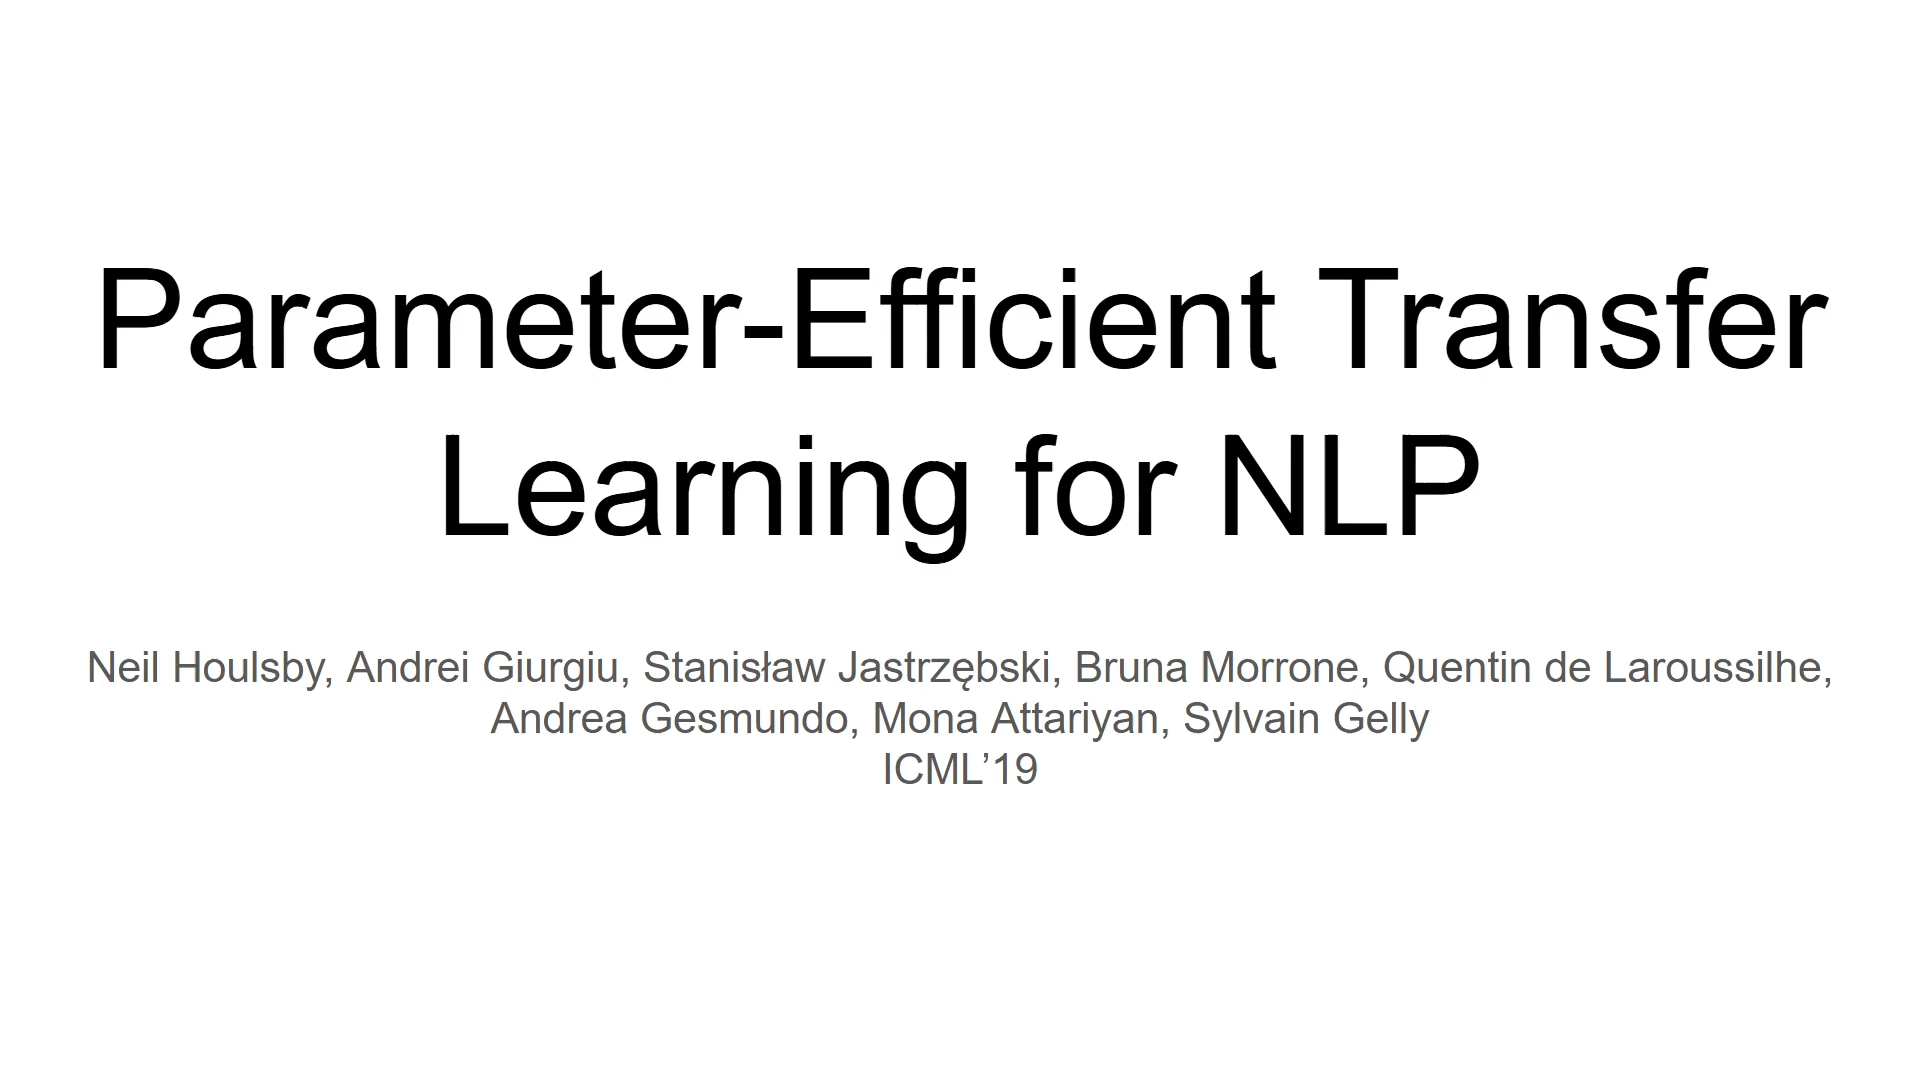 Parameter-Efficient Transfer
Learning for NLP
Neil Houlsby, Andrei Giurgiu, Stanisław Jastrzębski, Bruna Morrone, Quentin de Laroussilhe,
Andrea Gesmundo, Mona Attariyan, Sylvain Gelly
ICML’19